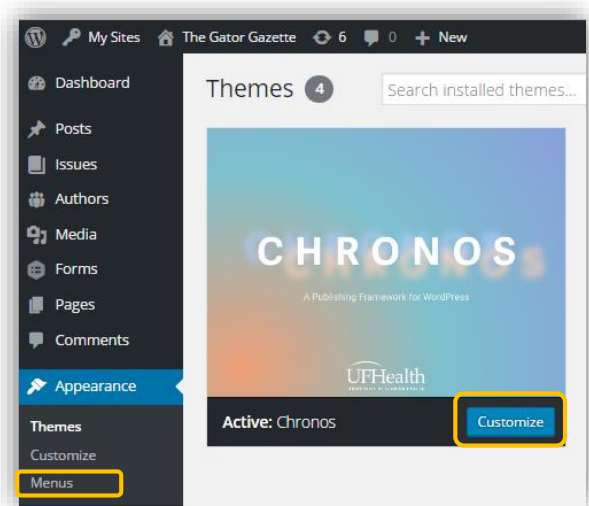 My Sites The Gator Gazette 6 0 + New
Dashboard
Posts
Issues
Authors
Media
Forms
Pages
Comments
Appearance
Themes
Customize
Menus
Themes 4
Search installed themes...
CHRONOS
A Publishing Framework for WordPress
UFHealth
Active: Chronos
Customize